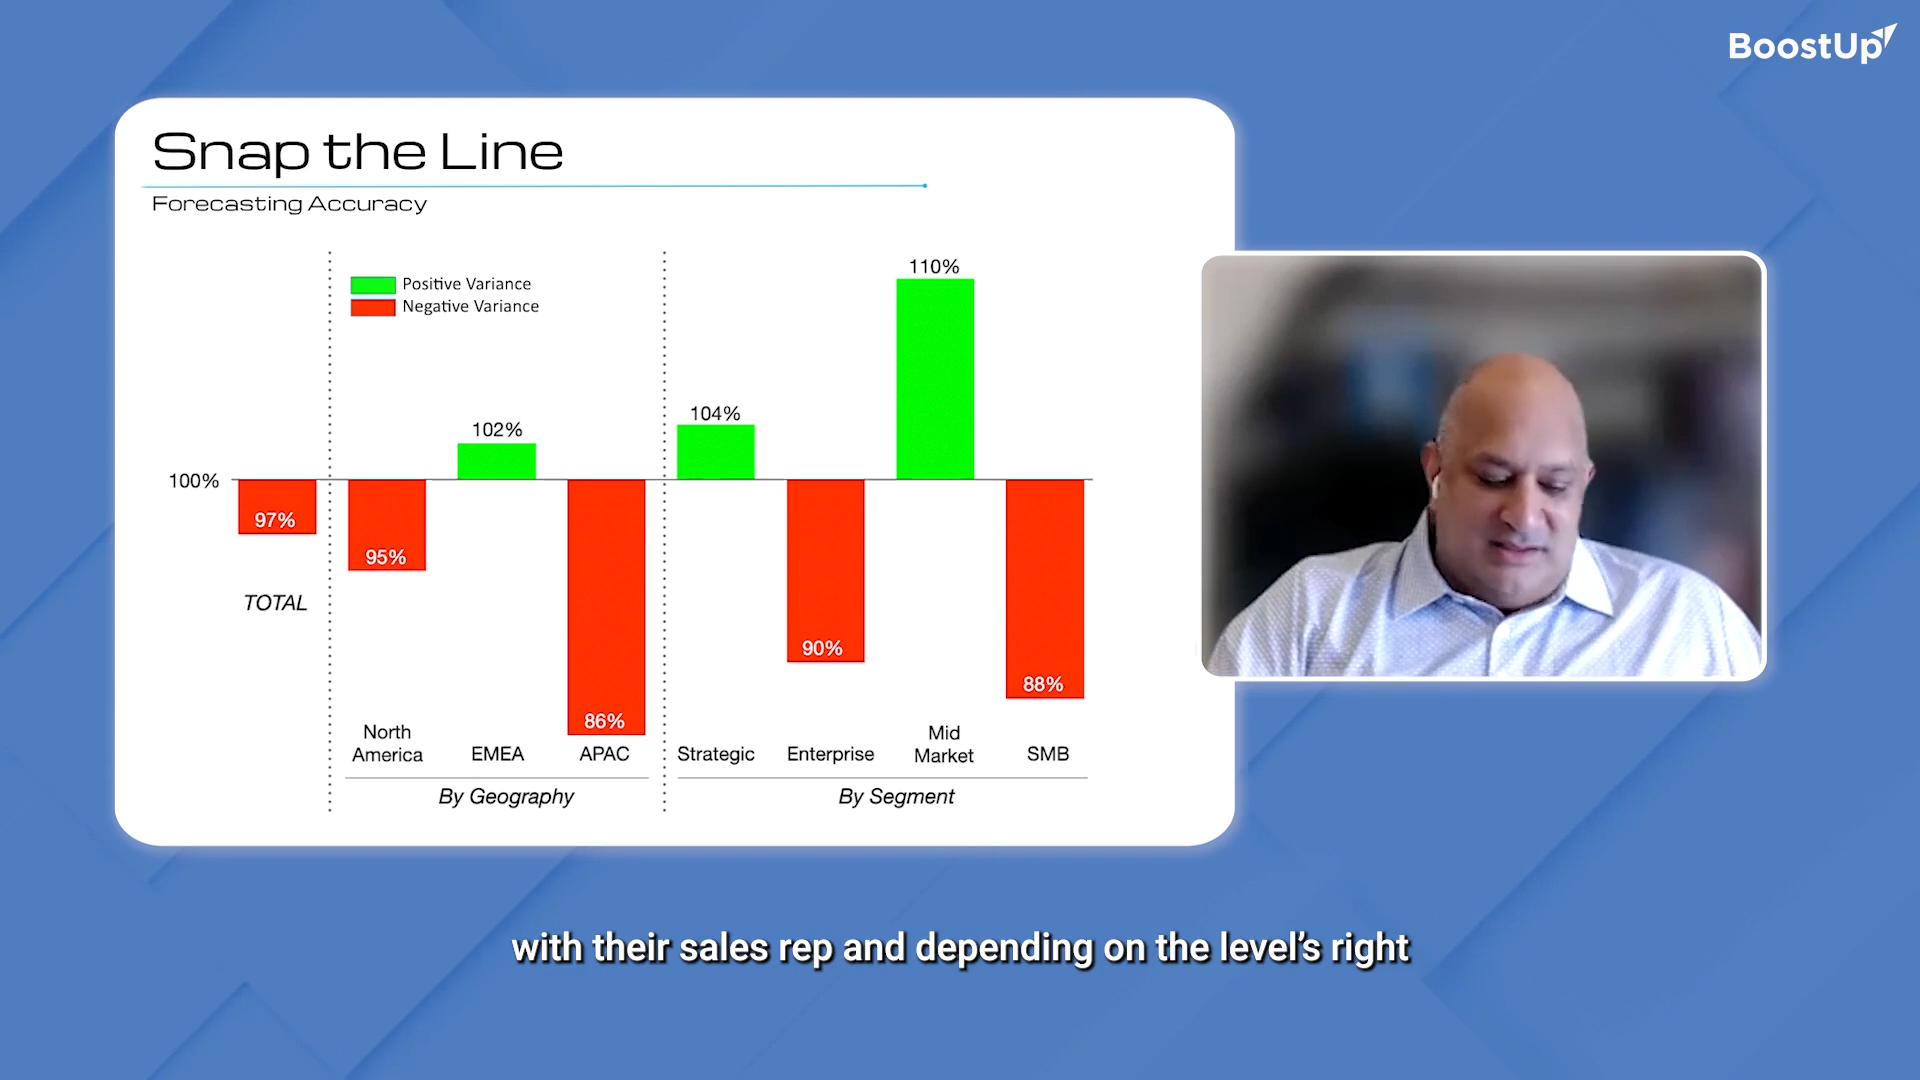 BoostUp
Snap the Line
Forecasting Accuracy
Positive Variance
Negative Variance
110%
104%
102%
100%
97%
95%
90%
88%
86%
TOTAL
North America
EMEA
APAC
Strategic
Enterprise
Mid Market
SMB
By Geography
By Segment
with their sales rep and depending on the level's right